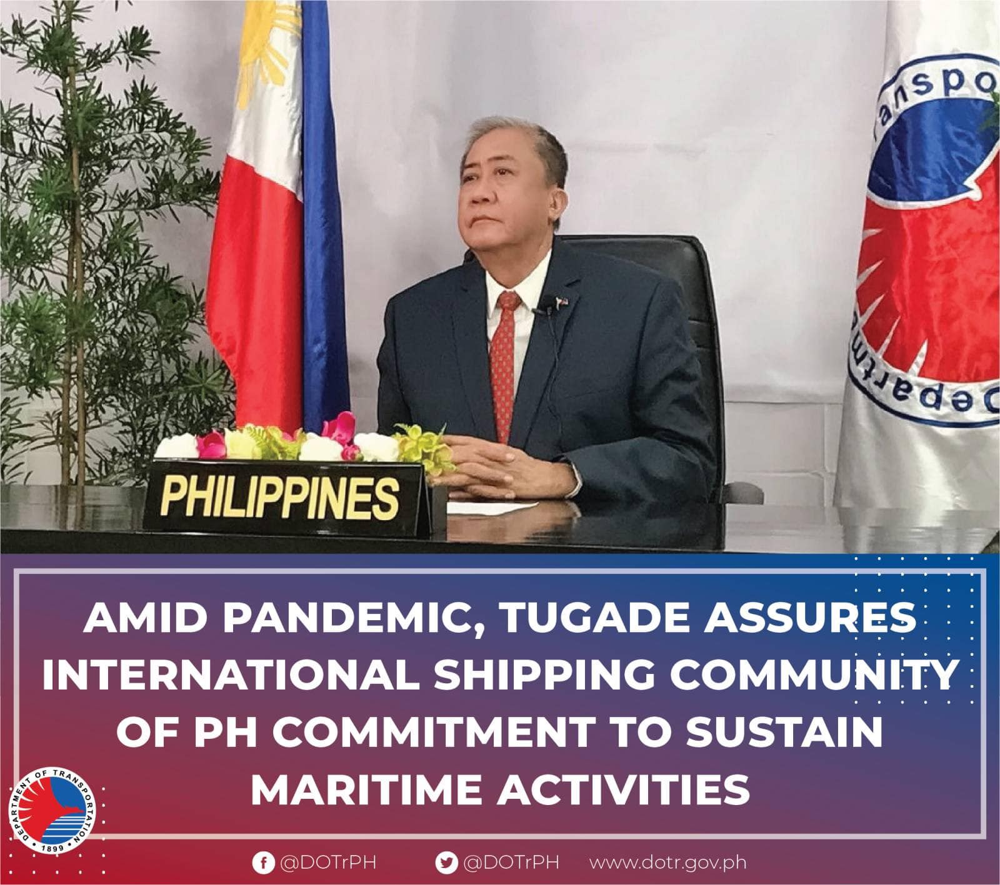 Transpo
Departme
PHILIPPINES
AMID PANDEMIC, TUGADE ASSURES
INTERNATIONAL SHIPPING COMMUNITY
OF PH COMMITMENT TO SUSTAIN
MARITIME ACTIVITIES
DEPARTMENT OF TRANSPORTATION
• 1899 •
@DOTrPH
@DOTrPH
www.dotr.gov.ph